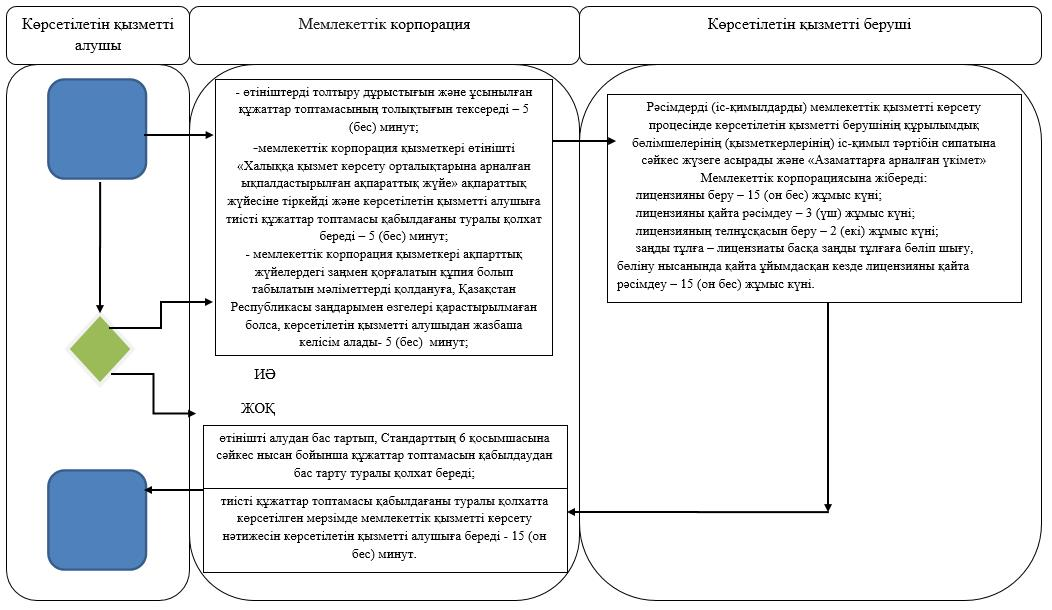 Көрсетілетін қызметті
алушы
Мемлекеттік корпорация
Көрсетілетін қызметті беруші
- өтініштерді толтыру дұрыстығын және ұсынылған
құжаттар топтамасының толықтығын тексереді – 5
(бес) минут;
-мемлекеттік корпорация қызметкері өтінішті
«Халыққа қызмет көрсету орталықтарына арналған
ықпалдастырылған ақпараттық жүйе» ақпараттық
жүйесіне тіркейді және көрсетілетін қызметті алушыға
тиісті құжаттар топтамасы қабылдағаны туралы қолхат
береді – 5 (бес) минут;
- мемлекеттік корпорация қызметкері ақпарттық
жүйелердегі заңмен қорғалатын құпия болып
табылатын мәліметтерді қолдануға, Қазақстан
Республикасы заңдарымен өзгелері қарастырылмаған
болса, көрсетілетін қызметті алушыдан жазбаша
келісім алады- 5 (бес) минут;
ИӘ
ЖОҚ
өтінішті алудан бас тартып, Стандарттың 6 қосымшасына
сәйкес нысан бойынша құжаттар топтамасын қабылдаудан
бас тарту туралы қолхат береді;
тиісті құжаттар топтамасы қабылдағаны туралы қолхатта
көрсетілген мерзімде мемлекеттік қызметті көрсету
нәтижесін көрсетілетін қызметті алушыға береді - 15 (он
бес) минут.
Рәсімдерді (іс-қимылдарды) мемлекеттік қызметті көрсету
процесінде көрсетілетін қызметті берушінің құрылымдық
бөлімшелерінің (қызметкерлерінің) іс-қимыл тәртібін сипатына
сәйкес жүзеге асырады және «Азаматтарға арналған үкімет»
Мемлекеттік корпорациясына жібереді:
лицензияны беру – 15 (он бес) жұмыс күні;
лицензияны қайта рәсімдеу – 3 (үш) жұмыс күні;
лицензияның телнұсқасын беру – 2 (екі) жұмыс күні;
заңды тұлға – лицензиаты басқа заңды тұлғаға бөліп шығу,
бөліну нысанында қайта ұйымдасқан кезде лицензияны қайта
рәсімдеу – 15 (он бес) жұмыс күні.